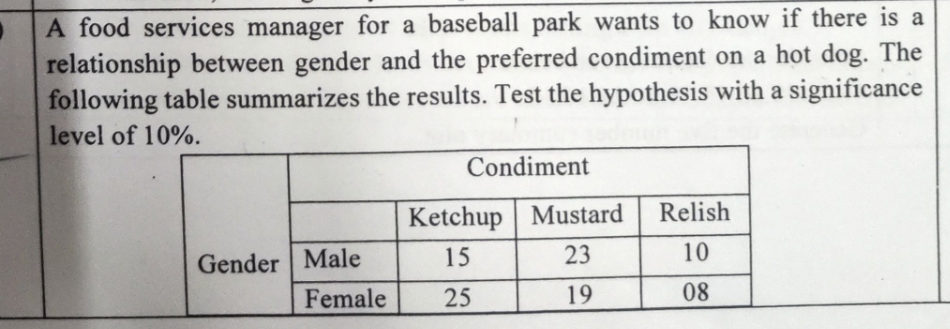 A food services manager for a baseball park wants to know if there is a
relationship between gender and the preferred condiment on a hot dog. The
following table summarizes the results. Test the hypothesis with a significance
level of 10%.
Condiment
Ketchup Mustard Relish
Gender Male 15 23 10
Female 25 19 08